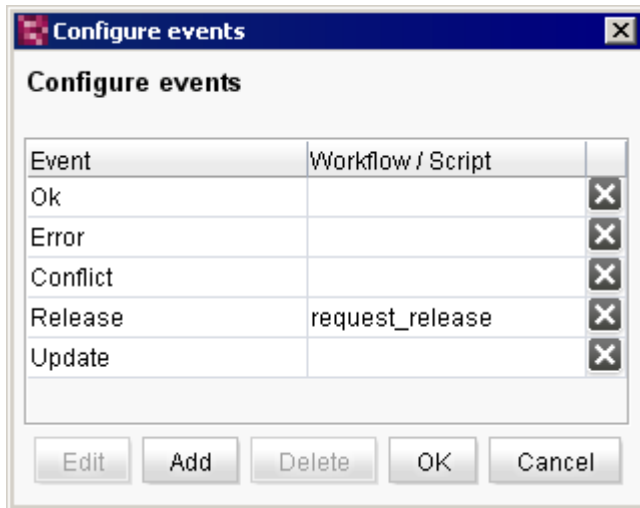 Configure events
Configure events
Event Workflow / Script
Ok
Error
Conflict
Release request_release
Update
Edit Add Delete OK Cancel